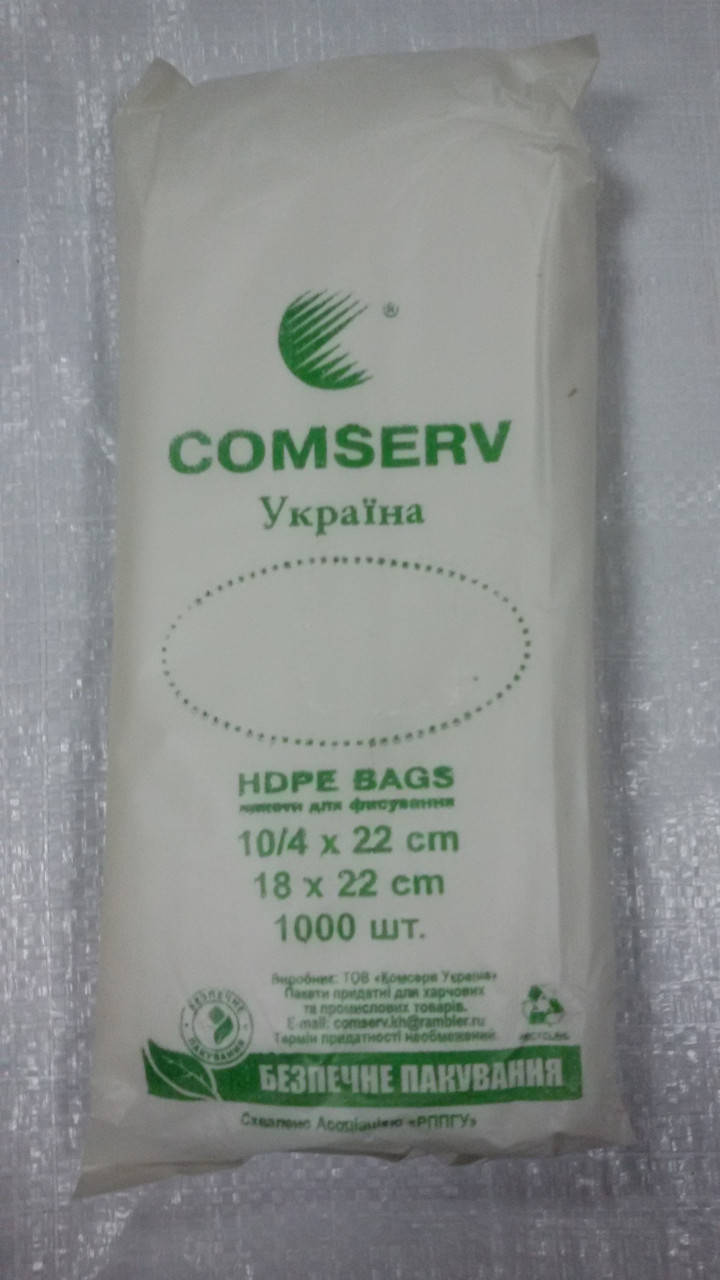 ®
COMSERV
Україна
HDPE BAGS
пакети для фасування
10/4 x 22 cm
18 x 22 cm
1000 шт.
Виробник: ТОВ «Комсерв Україна»
Пакети придатні для харчових
та промислових товарів.
E-mail: comserv.kh@rambler.ru
Термін придатності необмежений.
БЕЗПЕЧНЕ
ПАКУВАННЯ
БЕЗПЕЧНЕ ПАКУВАННЯ
Схвалено Асоціацією «РППГУ»